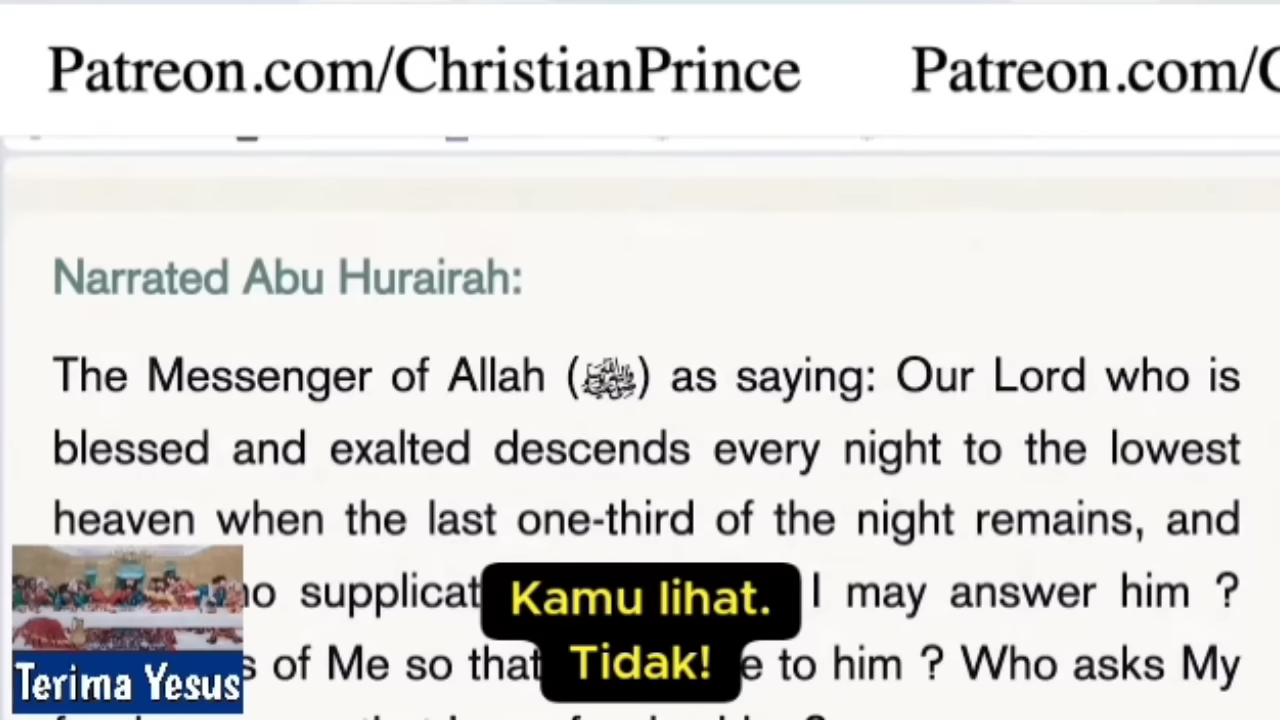 Patreon.com/ChristianPrince Patreon.com/
Narrated Abu Hurairah:
The Messenger of Allah (ﷺ) as saying: Our Lord who is
blessed and exalted descends every night to the lowest
heaven when the last one-third of the night remains, and
I may answer him ?
of Me so that to him ? Who asks My
Kamu lihat.
Tidak!
Terima Yesus